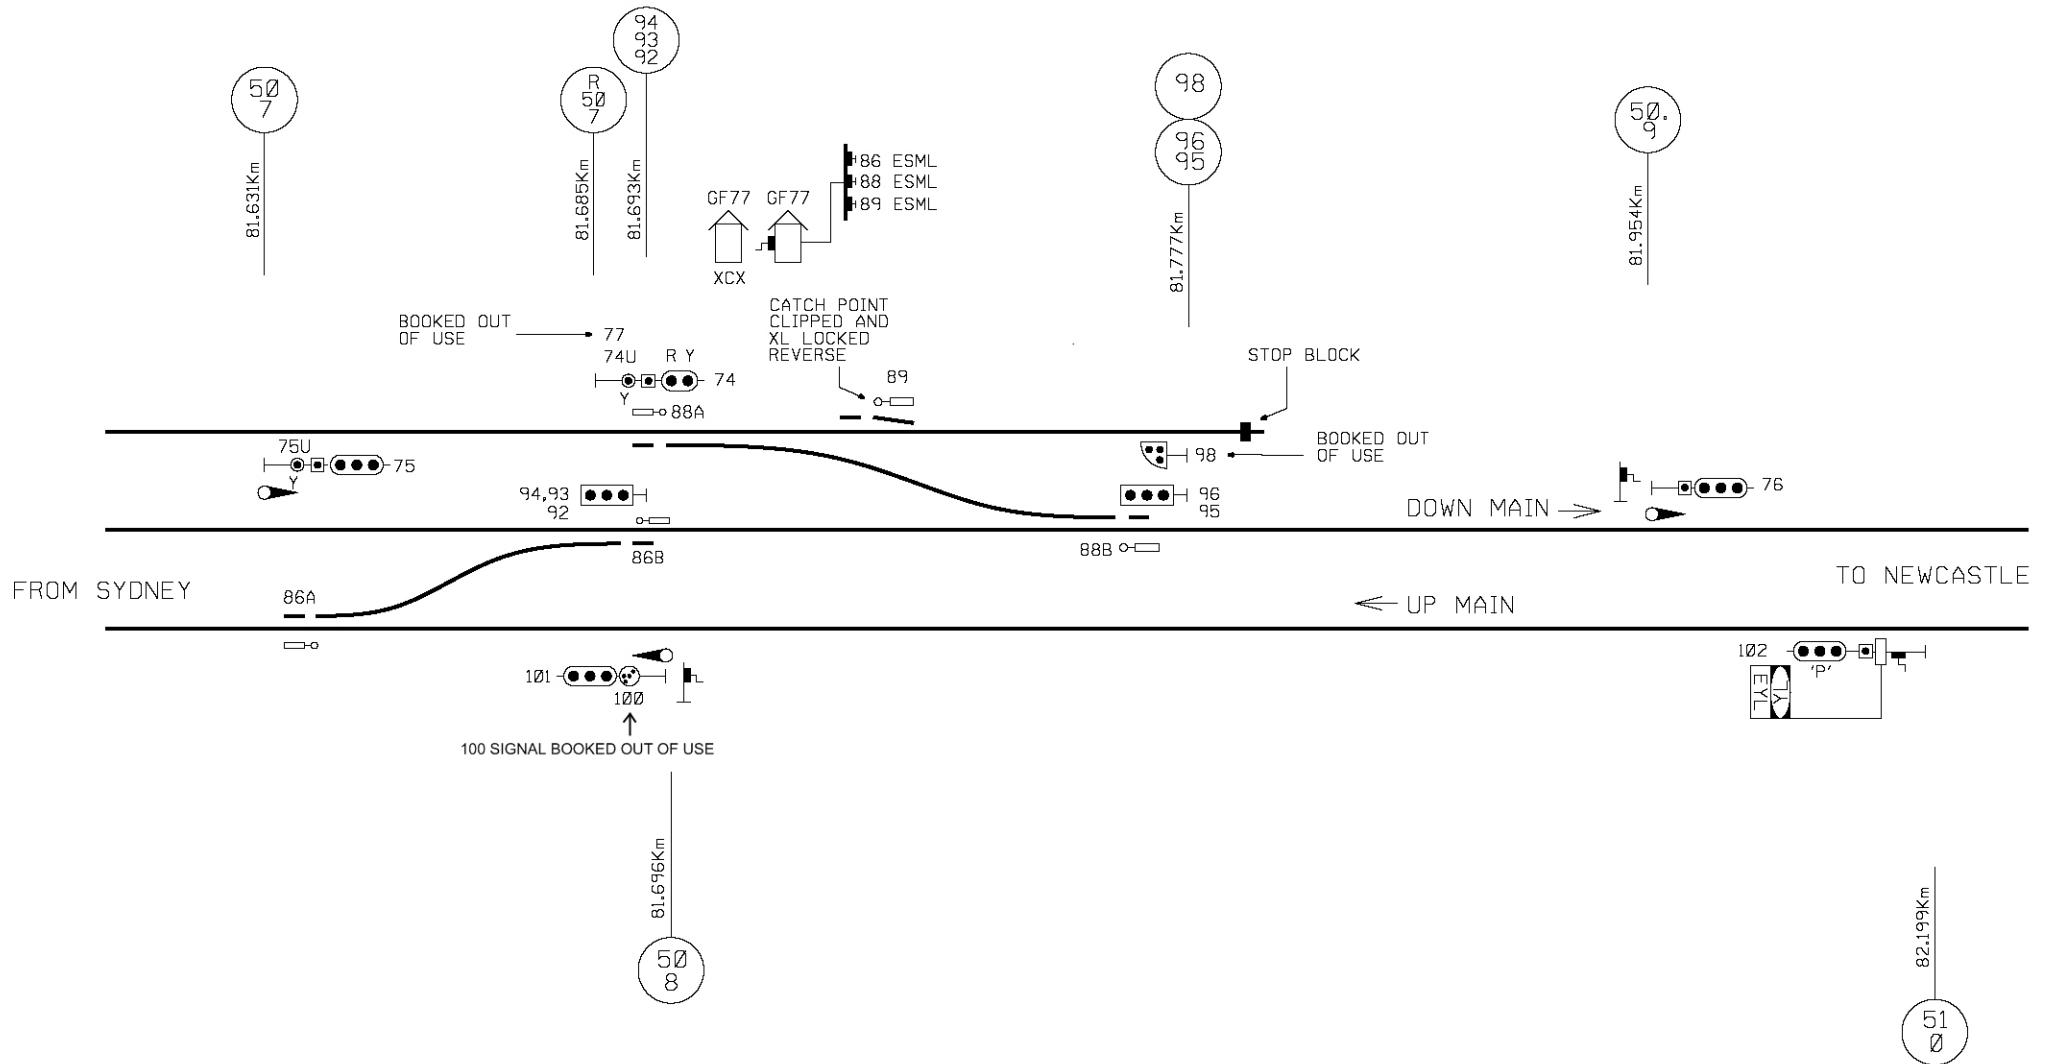 94
93
92
50
7
R
50
7
98
96
95
50.
9
81.631Km
81.685Km
81.693Km
81.777Km
81.954Km
86 ESML
88 ESML
89 ESML
GF77 GF77
XCX
CATCH POINT
CLIPPED AND
XL LOCKED
REVERSE
BOOKED OUT
OF USE
77
74U R Y
74
Y
88A
89
STOP BLOCK
75U
75
Y
98
BOOKED OUT
OF USE
94,93
92
96
95
DOWN MAIN
76
86B
88B
FROM SYDNEY
TO NEWCASTLE
86A
UP MAIN
101
100
100 SIGNAL BOOKED OUT OF USE
102
'P'
EYL
YL
81.696Km
50
8
82.199Km
51
0